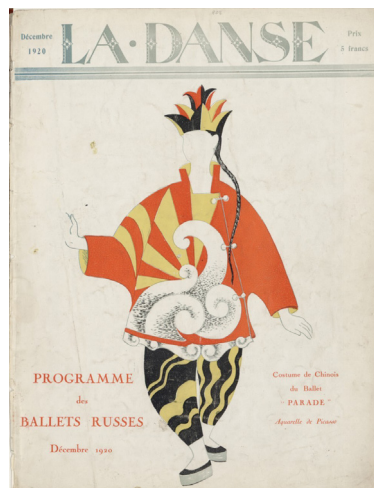 Décembre
1920
LA·DANSE
Prix
5 francs
PROGRAMME
des
BALLETS RUSSES
Décembre 1920
Costume de Chinois
du Ballet
"PARADE"
Aquarelle de Picasso